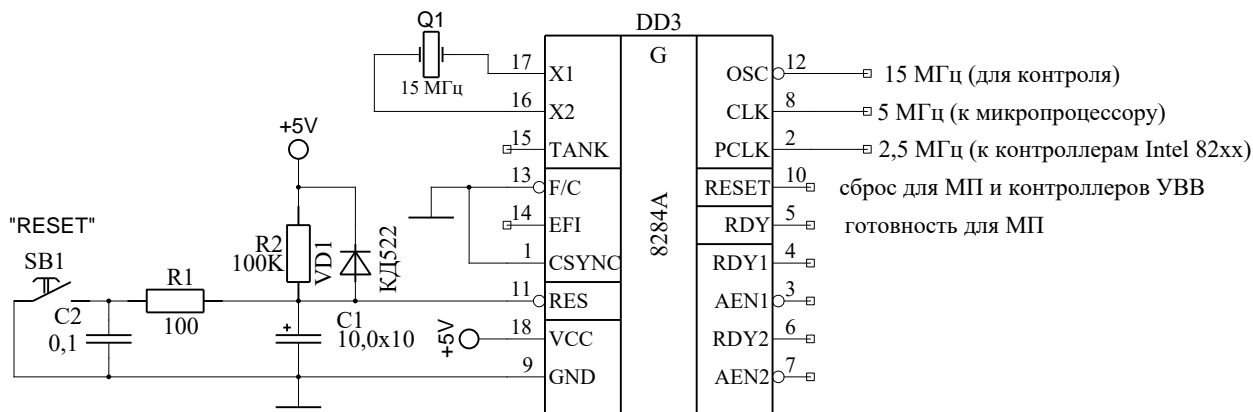 Q1
DD3
G
17
X1
15 МГц
16
X2
15
TANK
13
F/C
14
EFI
1
CSYNC
11
RES
18
VCC
9
GND
8284A
OSC
12
15 МГц (для контроля)
CLK
8
5 МГц (к микропроцессору)
PCLK
2
2,5 МГц (к контроллерам Intel 82xx)
RESET
10
сброс для МП и контроллеров УВВ
RDY
5
готовность для МП
RDY1
4
AEN1
3
RDY2
6
AEN2
7
+5V
"RESET"
SB1
R2
100K
VD1
КД522
R1
100
C2
0,1
C1
10,0x10
+5V